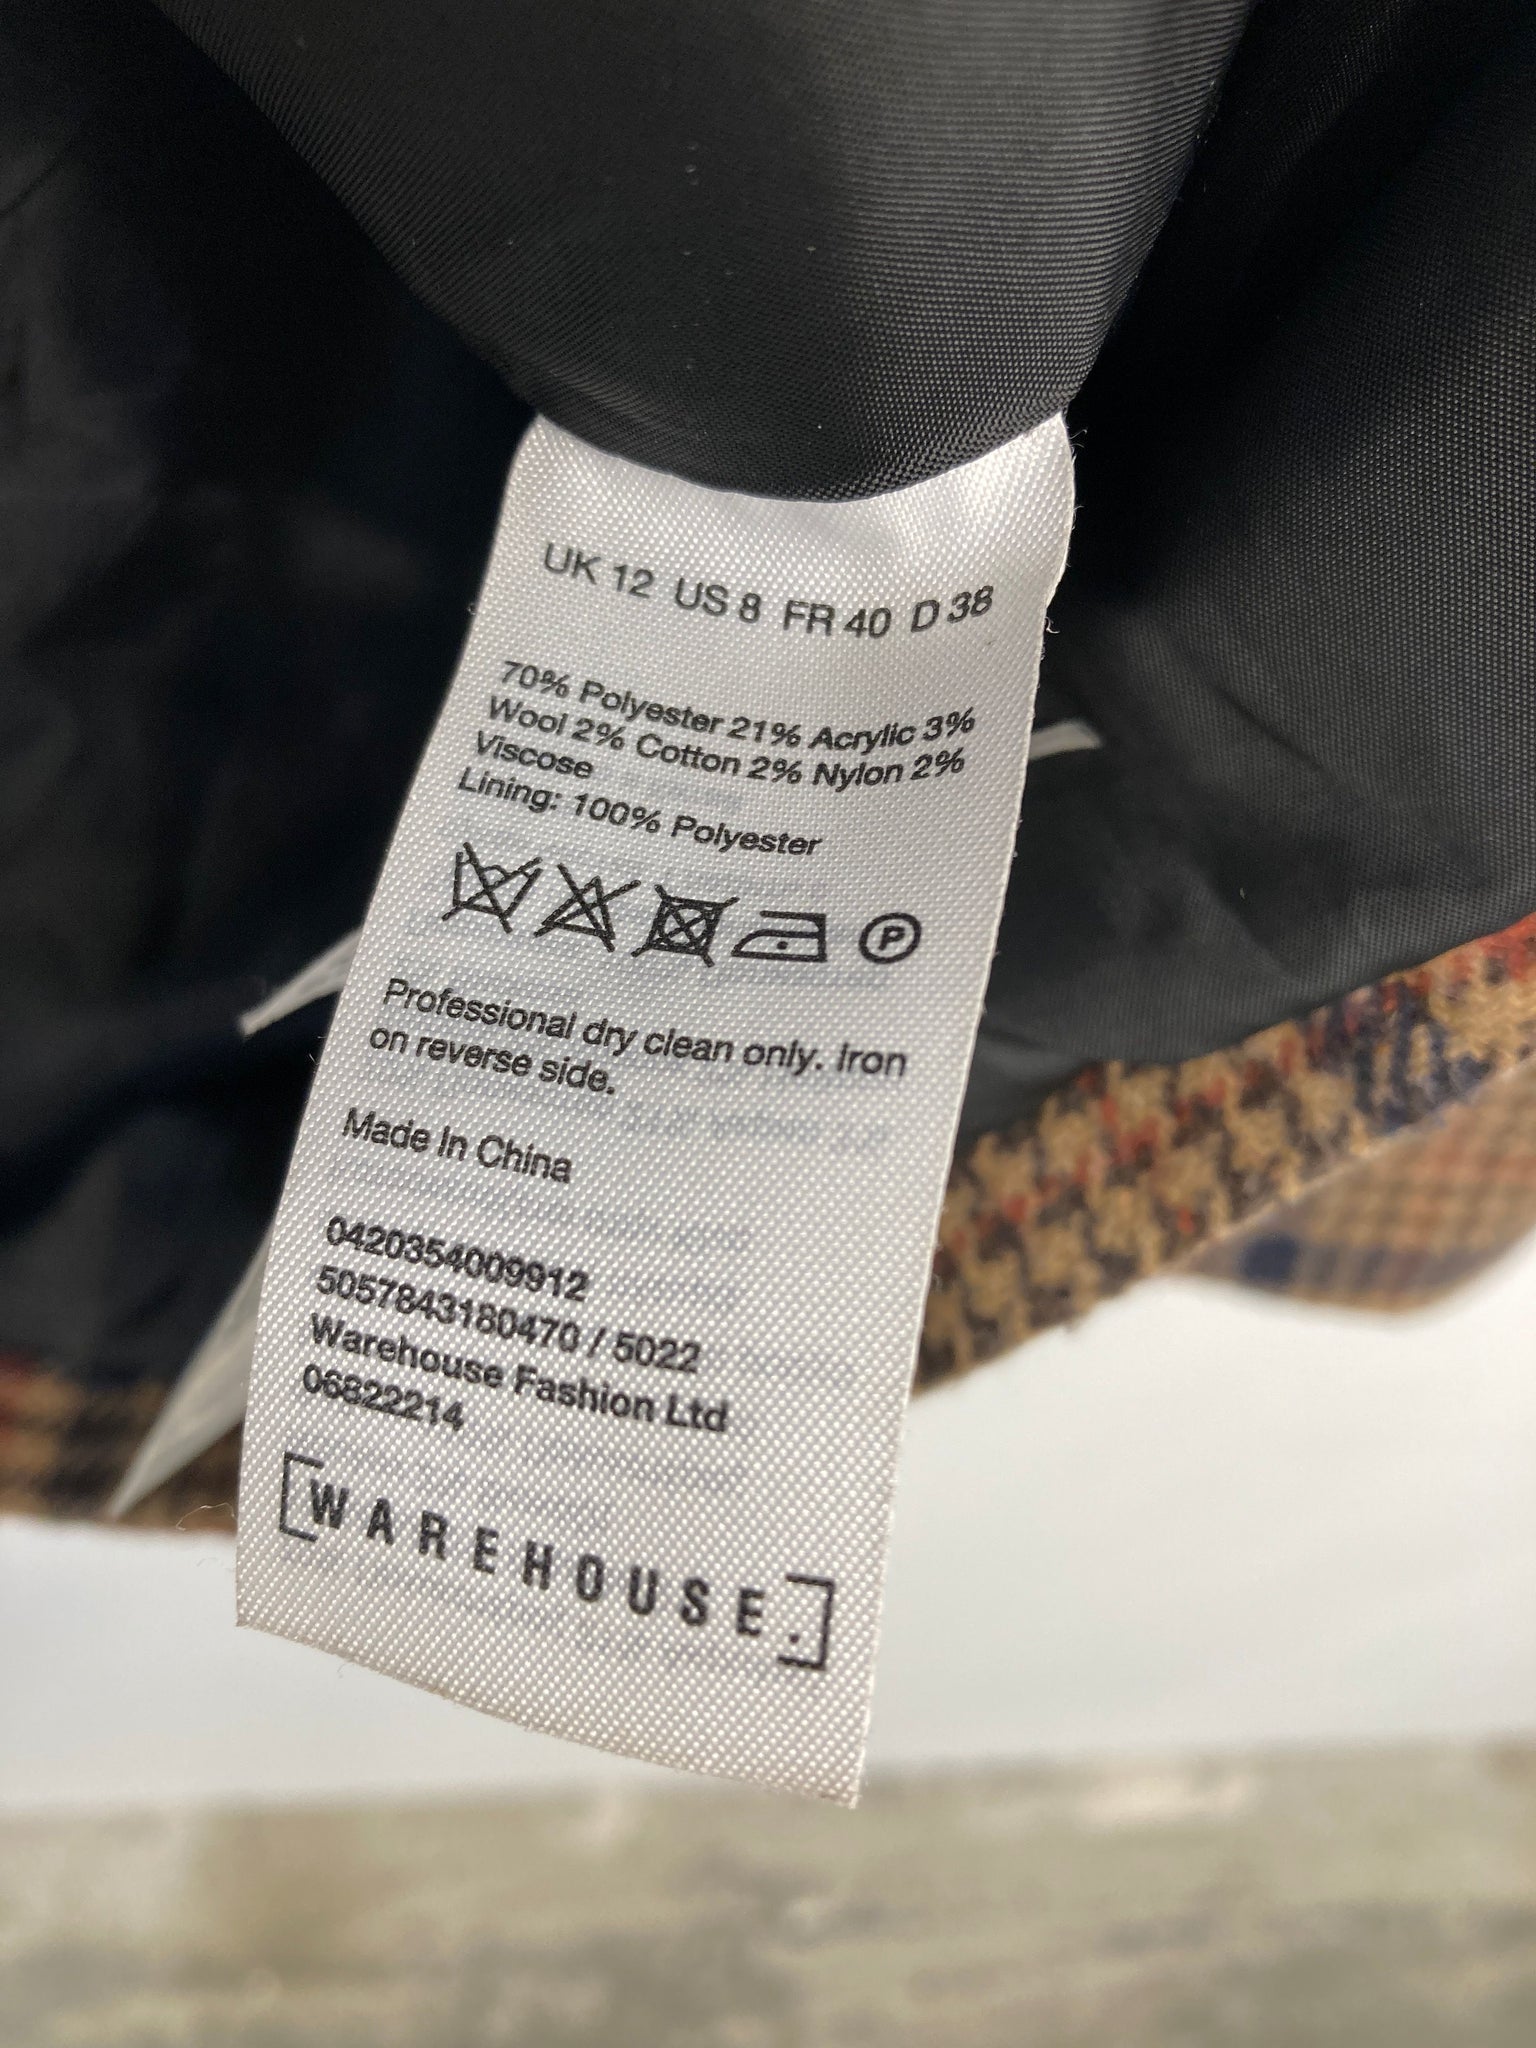 UK 12 US 8 FR 40 D 38
70% Polyester 21% Acrylic 3%
Wool 2% Cotton 2% Nylon 2%
Viscose
Lining: 100% Polyester
P
Professional dry clean only. Iron
on reverse side.
Made In China
0420354009912
5057843180470 / 5022
Warehouse Fashion Ltd
06822214
[WAREHOUSE.]